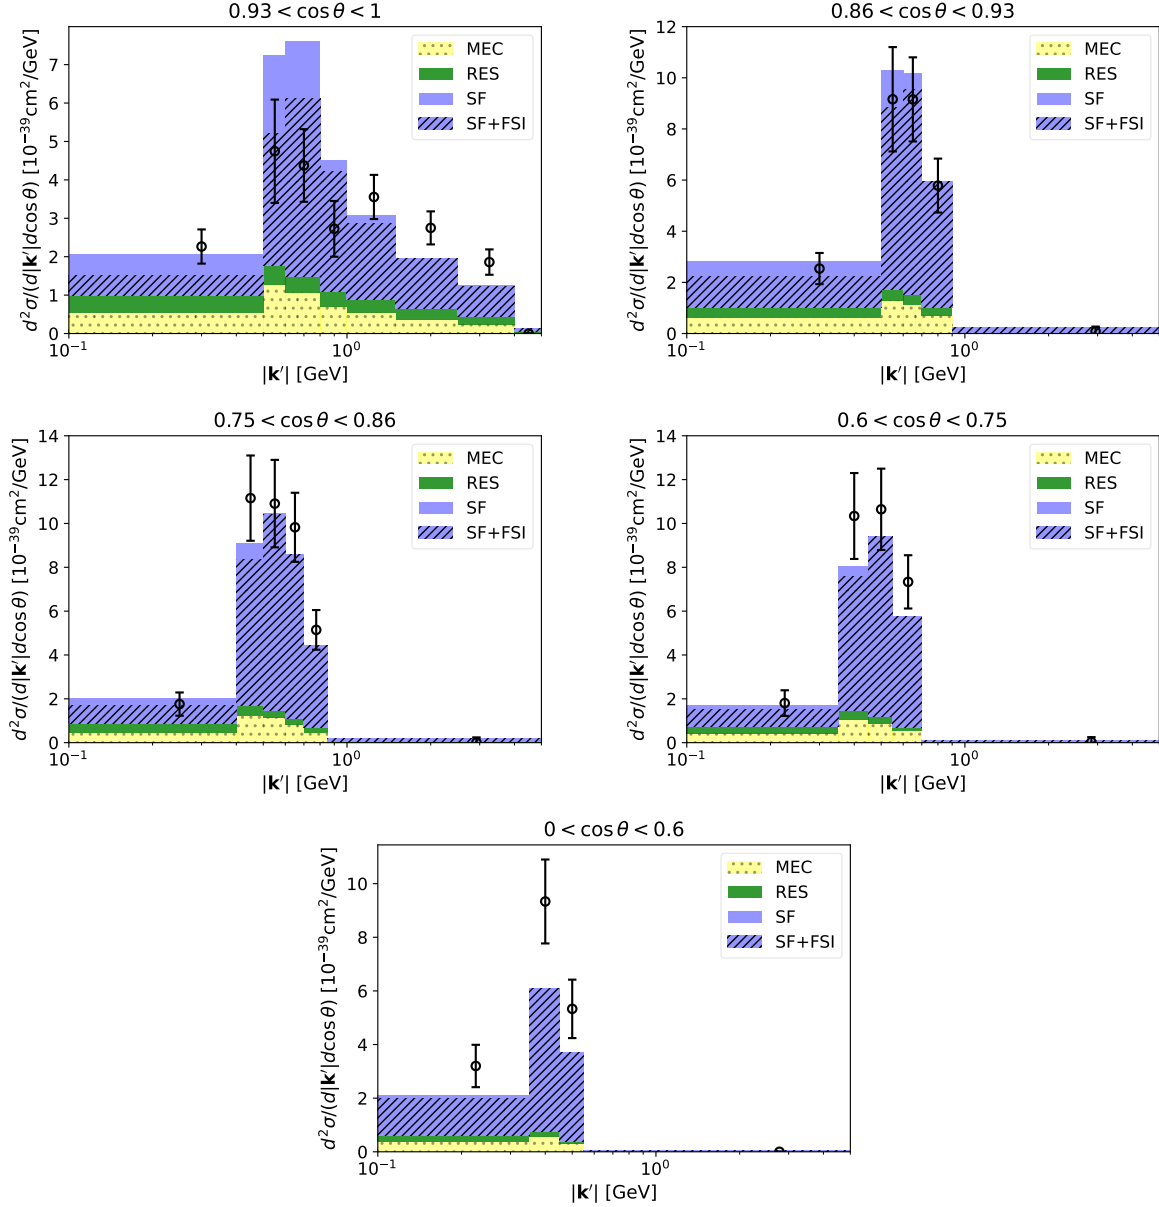 0.93 < cos θ < 1
d²σ/(d|k′|dcosθ) [10⁻³⁹cm²/GeV]
7
6
5
4
3
2
1
0
MEC
RES
SF
SF+FSI
10⁻¹ 10⁰
|k′| [GeV]
0.86 < cos θ < 0.93
d²σ/(d|k′|dcosθ) [10⁻³⁹cm²/GeV]
12
10
8
6
4
2
0
MEC
RES
SF
SF+FSI
10⁻¹ 10⁰
|k′| [GeV]
0.75 < cos θ < 0.86
d²σ/(d|k′|dcosθ) [10⁻³⁹cm²/GeV]
14
12
10
8
6
4
2
0
MEC
RES
SF
SF+FSI
10⁻¹ 10⁰
|k′| [GeV]
0.6 < cos θ < 0.75
d²σ/(d|k′|dcosθ) [10⁻³⁹cm²/GeV]
14
12
10
8
6
4
2
0
MEC
RES
SF
SF+FSI
10⁻¹ 10⁰
|k′| [GeV]
0 < cos θ < 0.6
d²σ/(d|k′|dcosθ) [10⁻³⁹cm²/GeV]
10
8
6
4
2
0
MEC
RES
SF
SF+FSI
10⁻¹ 10⁰
|k′| [GeV]